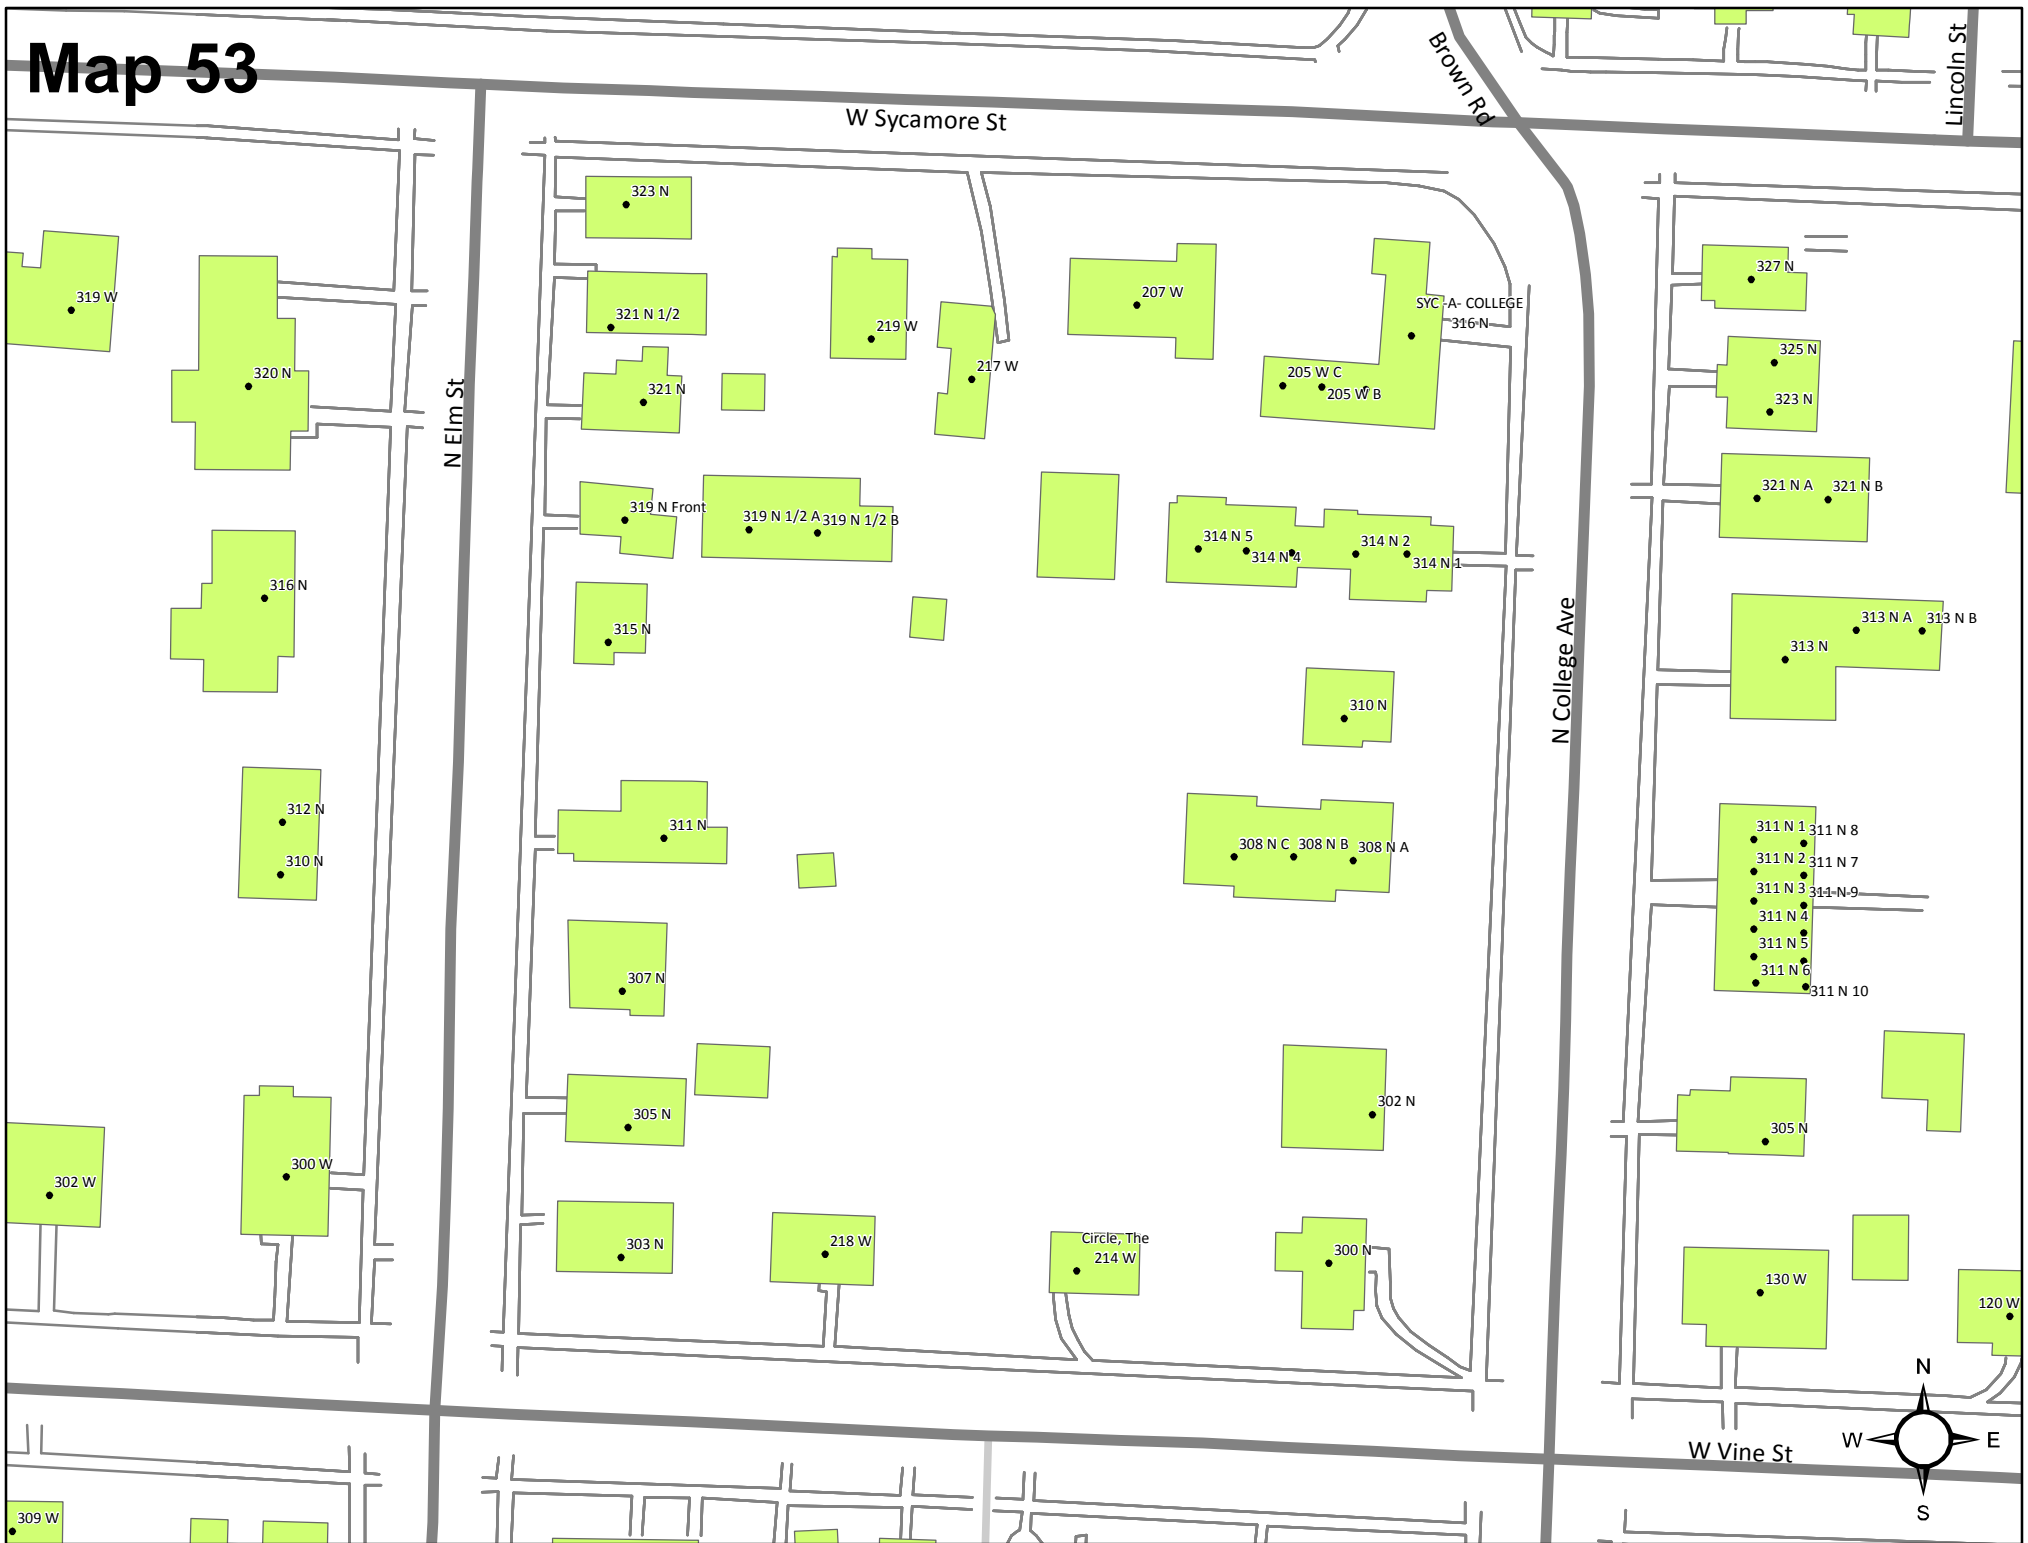 Map 53
Brown Rd
Lincoln St
W Sycamore St
323 N
327 N
319 W
321 N 1/2
219 W
207 W
SYC -A- COLLEGE
316 N
320 N
321 N
217 W
205 W C
205 W B
325 N
323 N
N Elm St
319 N Front
319 N 1/2 A
319 N 1/2 B
314 N 5
314 N 4
314 N 2
314 N 1
321 N A
321 N B
316 N
315 N
313 N A
313 N B
313 N
N College Ave
310 N
312 N
310 N
311 N
308 N C
308 N B
308 N A
311 N 1
311 N 8
311 N 2
311 N 7
311 N 3
311 N 9
311 N 4
311 N 5
311 N 6
311 N 10
307 N
305 N
302 N
305 N
302 W
300 W
303 N
218 W
Circle, The
214 W
300 N
130 W
120 W
W Vine St
N
W
E
S
309 W